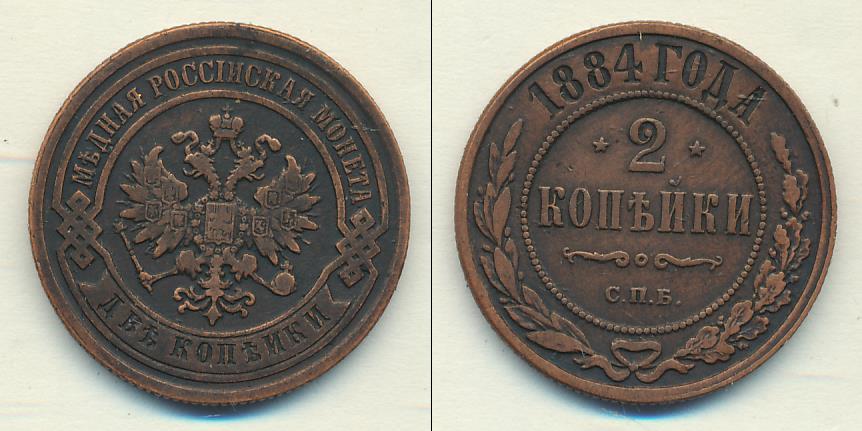 МѢДНАЯ РОССІЙСКАЯ МОНЕТА
ДВѢ КОПѢЙКИ
1884 ГОДА
2
КОПѢЙКИ
С.П.Б.